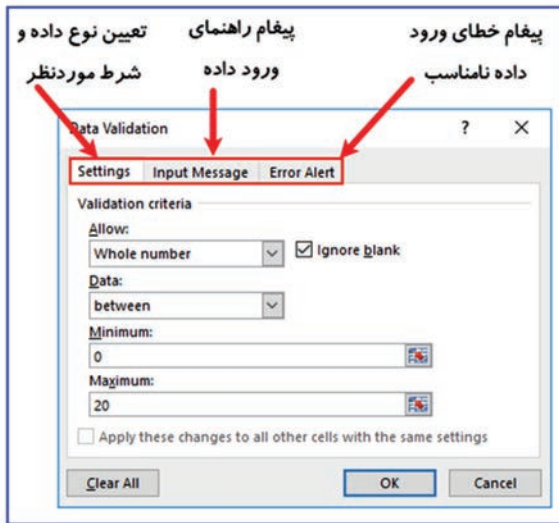 پیغام خطای ورود
داده نامناسب
پیغام راهنمای
ورود داده
تعیین نوع داده و
شرط موردنظر
Data Validation ? ×
Settings Input Message Error Alert
Validation criteria
Allow:
Whole number Ignore blank
Data:
between
Minimum:
0
Maximum:
20
Apply these changes to all other cells with the same settings
Clear All OK Cancel